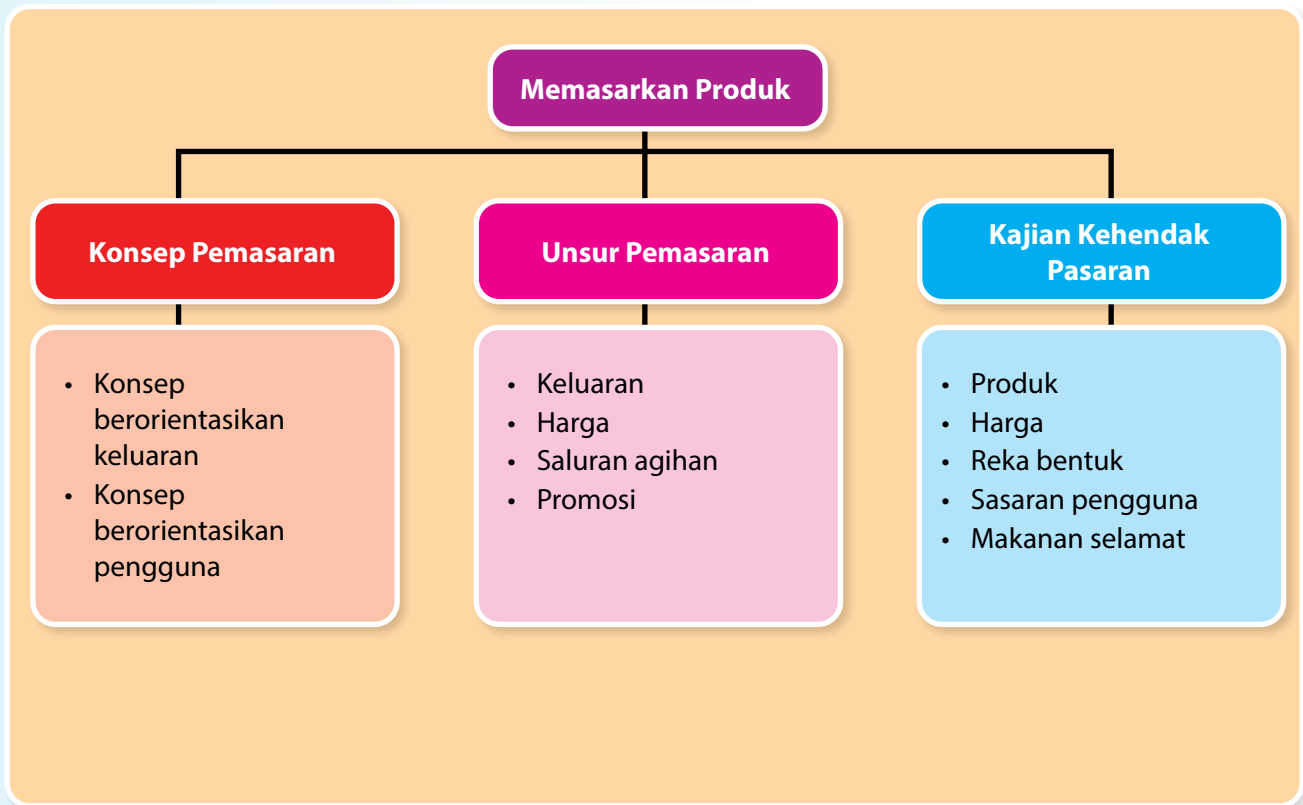 Memasarkan Produk
Konsep Pemasaran
• Konsep
berorientasikan
keluaran
• Konsep
berorientasikan
pengguna
Unsur Pemasaran
• Keluaran
• Harga
• Saluran agihan
• Promosi
Kajian Kehendak
Pasaran
• Produk
• Harga
• Reka bentuk
• Sasaran pengguna
• Makanan selamat